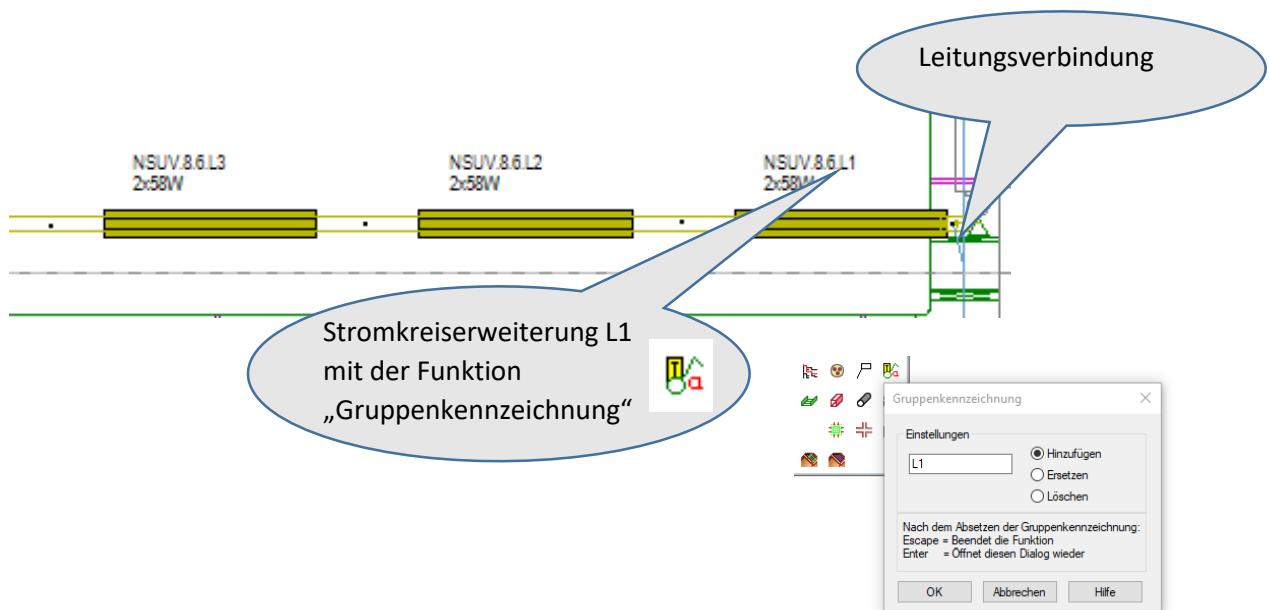 Leitungsverbindung
NSUV.8.6.L3
2x58W
NSUV.8.6.L2
2x58W
NSUV.8.6.L1
2x58W
Stromkreiserweiterung L1
mit der Funktion
„Gruppenkennzeichnung“
a
a
Gruppenkennzeichnung
Einstellungen
L1
Hinzufügen
Ersetzen
Löschen
Nach dem Absetzen der Gruppenkennzeichnung:
Escape = Beendet die Funktion
Enter = Öffnet diesen Dialog wieder
OK
Abbrechen
Hilfe